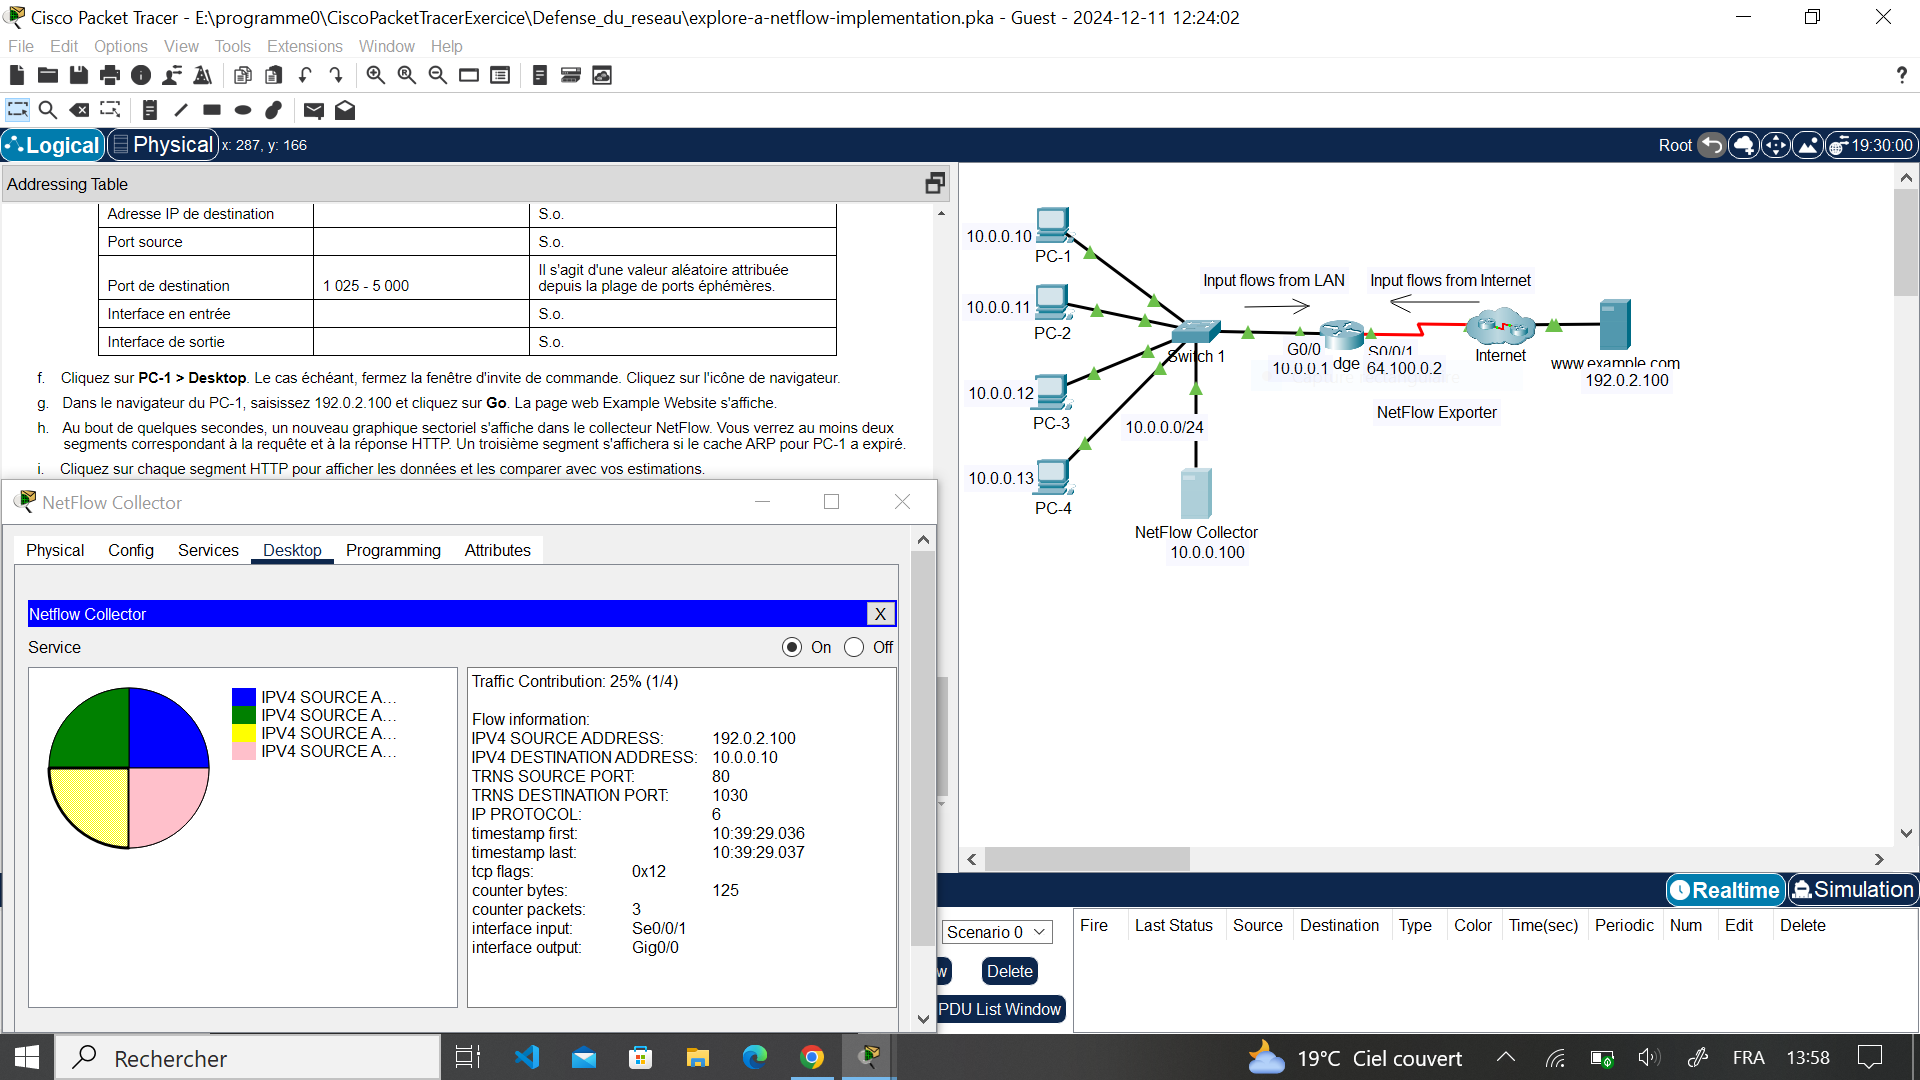 Cisco Packet Tracer - E:\programme0\CiscoPacketTracerExercice\Defense_du_reseau\explore-a-netflow-implementation.pka - Guest - 2024-12-11 12:24:02
File Edit Options View Tools Extensions Window Help
?
Logical Physical x: 287, y: 166 Root 19:30:00
Addressing Table
Adresse IP de destination S.o.
Port source S.o.
Port de destination 1 025 - 5 000 Il s'agit d'une valeur aléatoire attribuée
depuis la plage de ports éphémères.
Interface en entrée S.o.
Interface de sortie S.o.
f. Cliquez sur PC-1 > Desktop. Le cas échéant, fermez la fenêtre d'invite de commande. Cliquez sur l'icône de navigateur.
g. Dans le navigateur du PC-1, saisissez 192.0.2.100 et cliquez sur Go. La page web Example Website s'affiche.
h. Au bout de quelques secondes, un nouveau graphique sectoriel s'affiche dans le collecteur NetFlow. Vous verrez au moins deux
segments correspondant à la requête et à la réponse HTTP. Un troisième segment s'affichera si le cache ARP pour PC-1 a expiré.
i. Cliquez sur chaque segment HTTP pour afficher les données et les comparer avec vos estimations.
NetFlow Collector
Physical Config Services Desktop Programming Attributes
Netflow Collector X
Service On Off
IPV4 SOURCE A...
IPV4 SOURCE A...
IPV4 SOURCE A...
IPV4 SOURCE A...
Traffic Contribution: 25% (1/4)
Flow information:
IPV4 SOURCE ADDRESS: 192.0.2.100
IPV4 DESTINATION ADDRESS: 10.0.0.10
TRNS SOURCE PORT: 80
TRNS DESTINATION PORT: 1030
IP PROTOCOL: 6
timestamp first: 10:39:29.036
timestamp last: 10:39:29.037
tcp flags: 0x12
counter bytes: 125
counter packets: 3
interface input: Se0/0/1
interface output: Gig0/0
10.0.0.10
PC-1
10.0.0.11
PC-2
10.0.0.12
PC-3
10.0.0.13
PC-4
Input flows from LAN
Input flows from Internet
Switch 1
G0/0
10.0.0.1
dge
S0/0/1
64.100.0.2
Internet
www.example.com
192.0.2.100
NetFlow Exporter
10.0.0.0/24
NetFlow Collector
10.0.0.100
Realtime Simulation
Scenario 0
w Delete
PDU List Window
Fire Last Status Source Destination Type Color Time(sec) Periodic Num Edit Delete
Rechercher
19°C Ciel couvert FRA 13:58